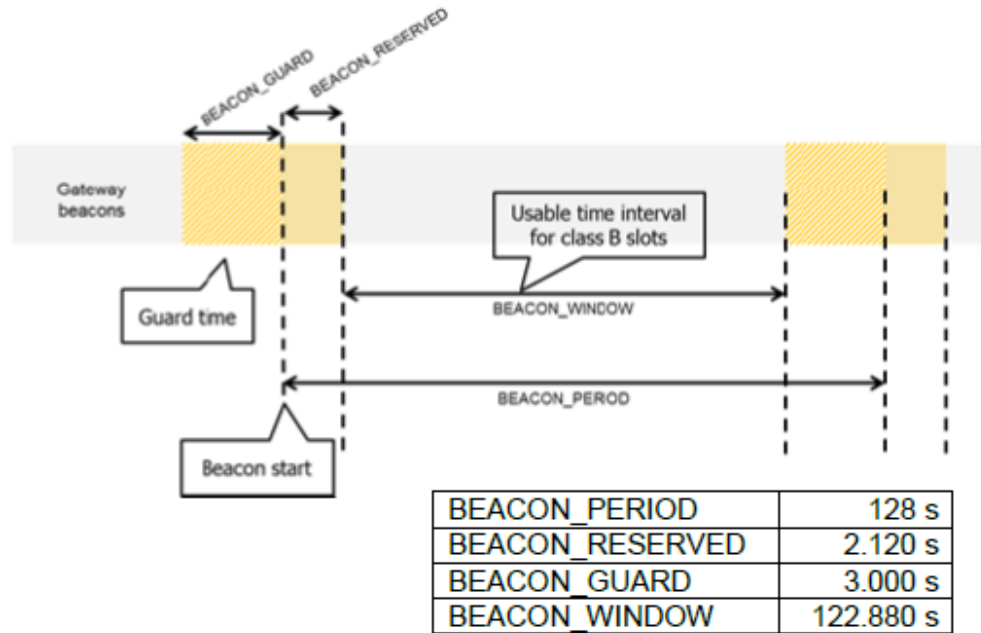 BEACON_GUARD
BEACON_RESERVED
Gateway
beacons
Usable time interval
for class B slots
Guard time
BEACON_WINDOW
BEACON_PEROD
Beacon start
BEACON_PERIOD 128 s
BEACON_RESERVED 2.120 s
BEACON_GUARD 3.000 s
BEACON_WINDOW 122.880 s